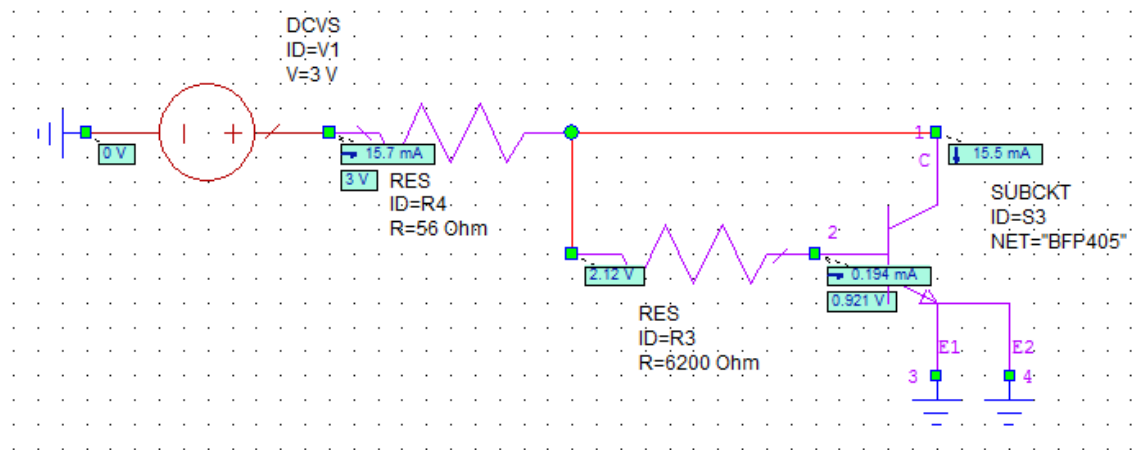 DCVS
ID=V1
V=3 V
0 V
15.7 mA
3 V
RES
ID=R4
R=56 Ohm
1
C
15.5 mA
SUBCKT
ID=S3
NET="BFP405"
2
2.12 V
0.194 mA
0.921 V
RES
ID=R3
R=6200 Ohm
E1
E2
3
4